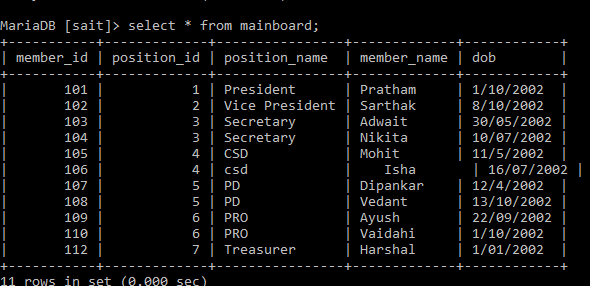 MariaDB [sait]> select * from mainboard;
+-----------+-------------+----------------+-------------+------------+
| member_id | position_id | position_name  | member_name | dob        |
+-----------+-------------+----------------+-------------+------------+
|       101 |           1 | President      | Pratham     | 1/10/2002  |
|       102 |           2 | Vice President | Sarthak     | 8/10/2002  |
|       103 |           3 | Secretary      | Adwait      | 30/05/2002 |
|       104 |           3 | Secretary      | Nikita      | 10/07/2002 |
|       105 |           4 | CSD            | Mohit       | 11/5/2002  |
|       106 |           4 | csd            |    Isha       | 16/07/2002 |
|       107 |           5 | PD             | Dipankar    | 12/4/2002  |
|       108 |           5 | PD             | Vedant      | 13/10/2002 |
|       109 |           6 | PRO            | Ayush       | 22/09/2002 |
|       110 |           6 | PRO            | Vaidahi     | 1/10/2002  |
|       112 |           7 | Treasurer      | Harshal     | 1/01/2002  |
+-----------+-------------+----------------+-------------+------------+
11 rows in set (0.000 sec)